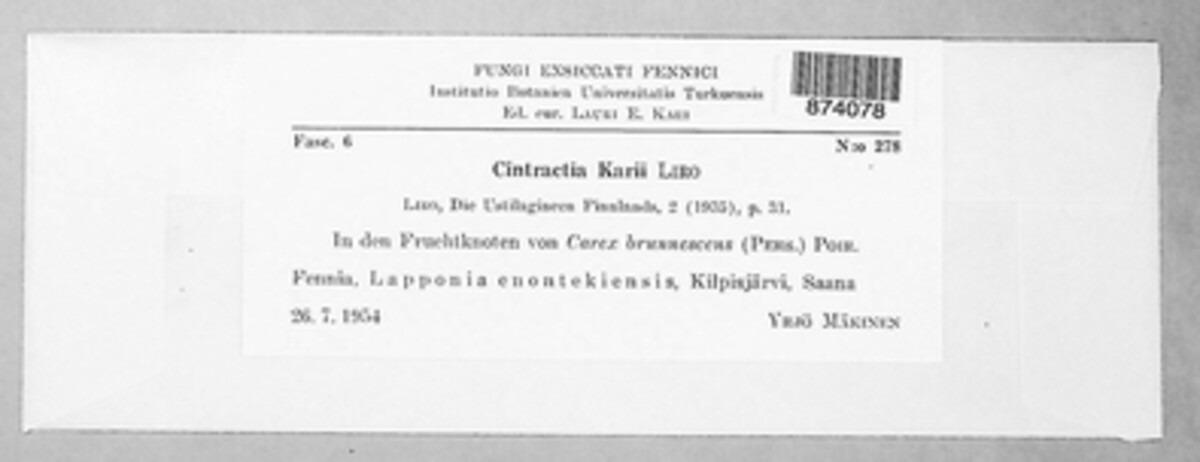 FUNGI EXSICCATI FENNICI
Instituto Botanico Universitatis Turkuensis
Ed. cur. LAURI E. KARI
874078
Fasc. 6
N:o 278
Cintractia Karii LIRO
LIRO, Die Ustilagineen Finnlands, 2 (1935), p. 31.
In den Fruchtknoten von Carex brunnescens (PERS.) POIR.
Fennia, Lapponia enontekiensis, Kilpisjärvi, Saana
26. 7. 1954
YRJÖ MÄKINEN